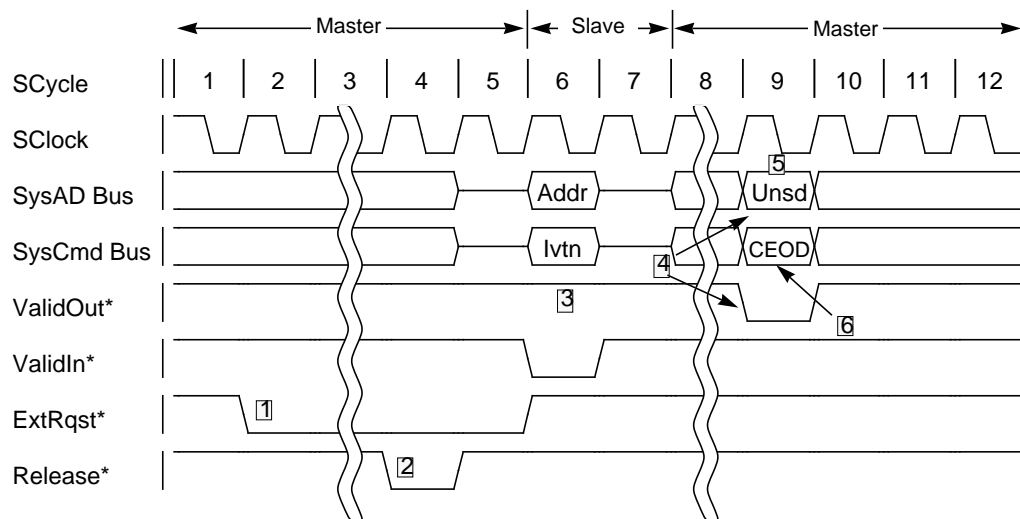 Master Slave Master
SCycle 1 2 3 4 5 6 7 8 9 10 11 12
SClock
5
SysAD Bus Addr Unsd
SysCmd Bus Ivtn CEOD
4
ValidOut* 3
6
ValidIn*
ExtRqst* 1
Release* 2